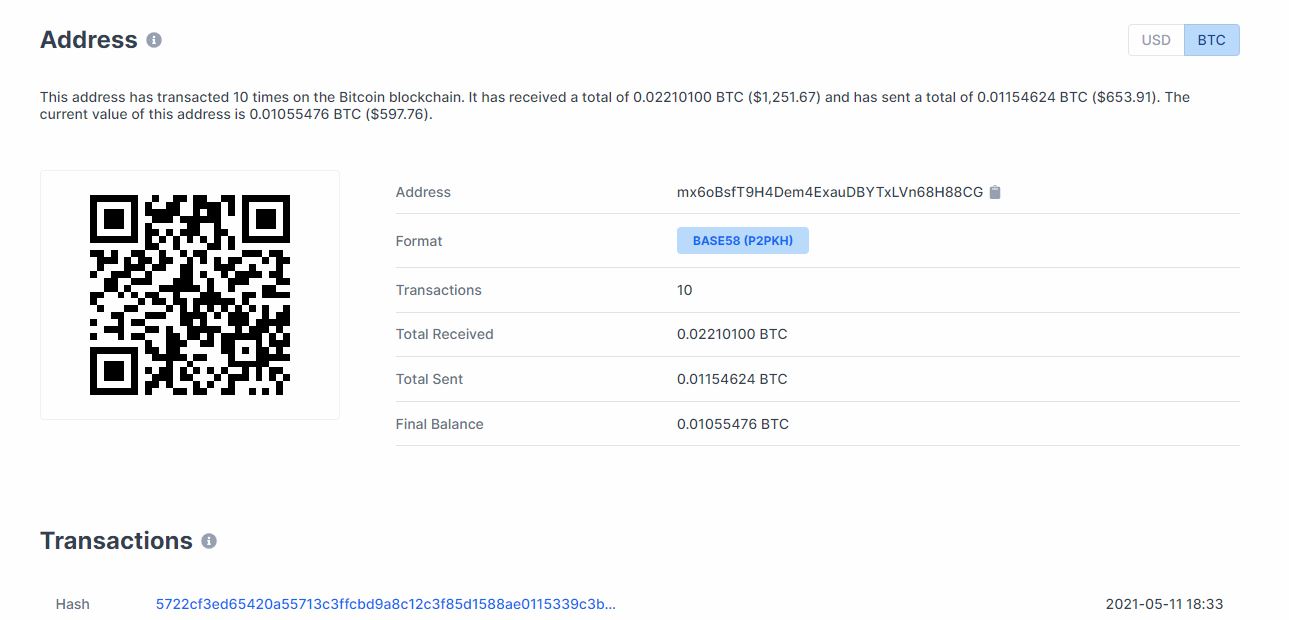 Address
USD BTC
This address has transacted 10 times on the Bitcoin blockchain. It has received a total of 0.02210100 BTC ($1,251.67) and has sent a total of 0.01154624 BTC ($653.91). The
current value of this address is 0.01055476 BTC ($597.76).
Address mx6oBsfT9H4Dem4ExauDBYTxLVn68H88CG
Format BASE58 (P2PKH)
Transactions 10
Total Received 0.02210100 BTC
Total Sent 0.01154624 BTC
Final Balance 0.01055476 BTC
Transactions
Hash 5722cf3ed65420a55713c3ffcbd9a8c12c3f85d1588ae0115339c3b... 2021-05-11 18:33